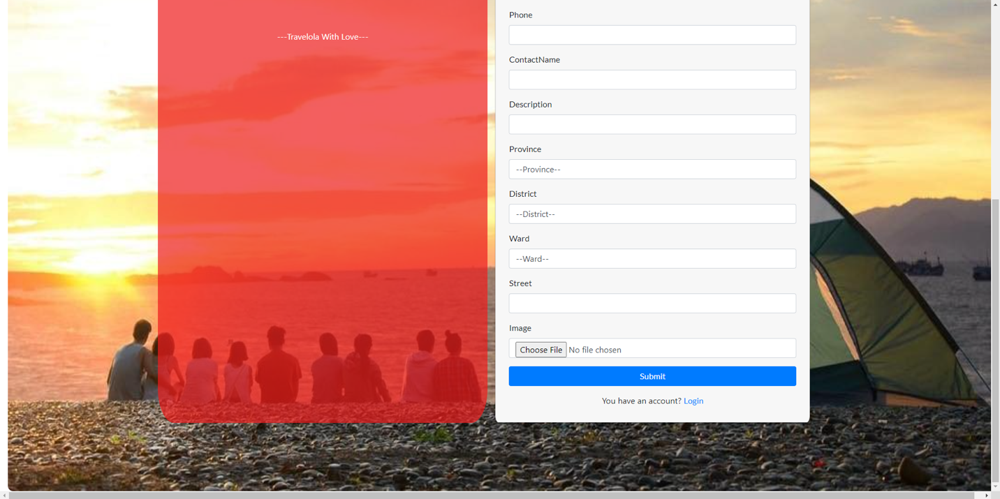 ---Travelola With Love---
Phone
ContactName
Description
Province
--Province--
District
--District--
Ward
--Ward--
Street
Image
Choose File No file chosen
Submit
You have an account? Login